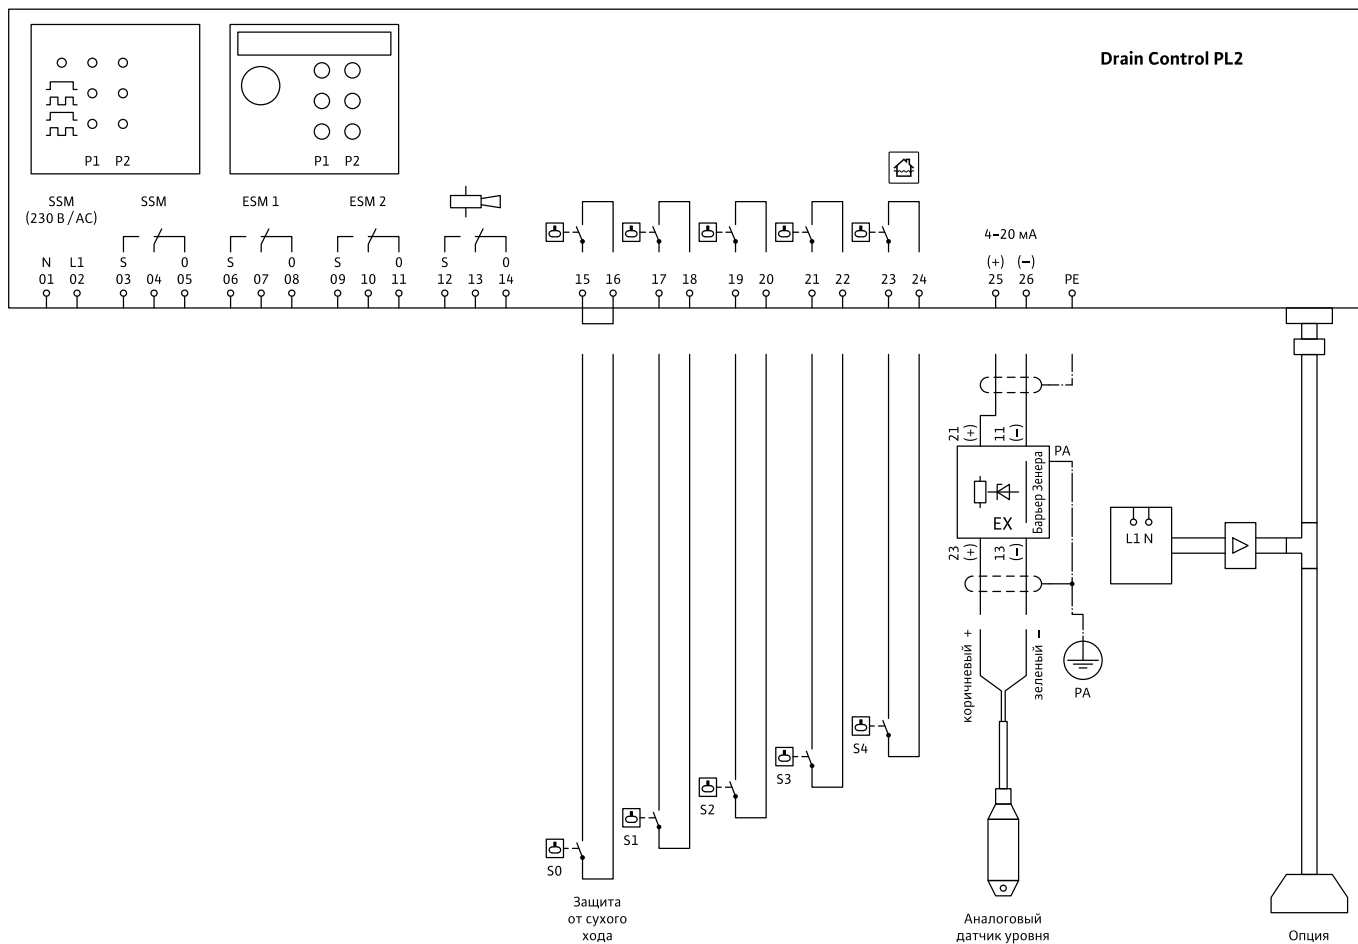 Drain Control PL2
P1 P2
P1 P2
SSM
(230 В / AC)
SSM
ESM 1
ESM 2
4–20 мА
N L1 S 0 S 0 S 0 S 0 (+) (–)
01 02 03 04 05 06 07 08 09 10 11 12 13 14 15 16 17 18 19 20 21 22 23 24 25 26 PE
21 (+) 11 (–)
PA
Барьер Зенера
EX
23 (+) 13 (–)
L1 N
коричневый +
зеленый –
PA
S4
S3
S2
S1
S0
Защита
от сухого
хода
Аналоговый
датчик уровня
Опция